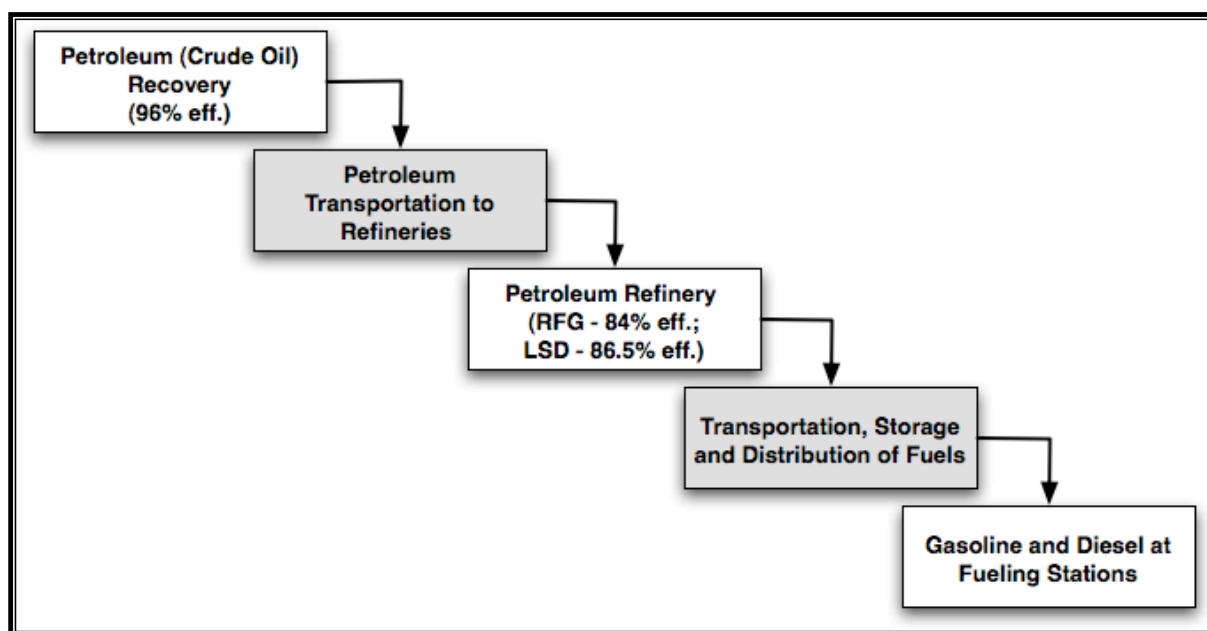 Petroleum (Crude Oil)
Recovery
(96% eff.)
Petroleum
Transportation to
Refineries
Petroleum Refinery
(RFG - 84% eff.;
LSD - 86.5% eff.)
Transportation, Storage
and Distribution of Fuels
Gasoline and Diesel at
Fueling Stations